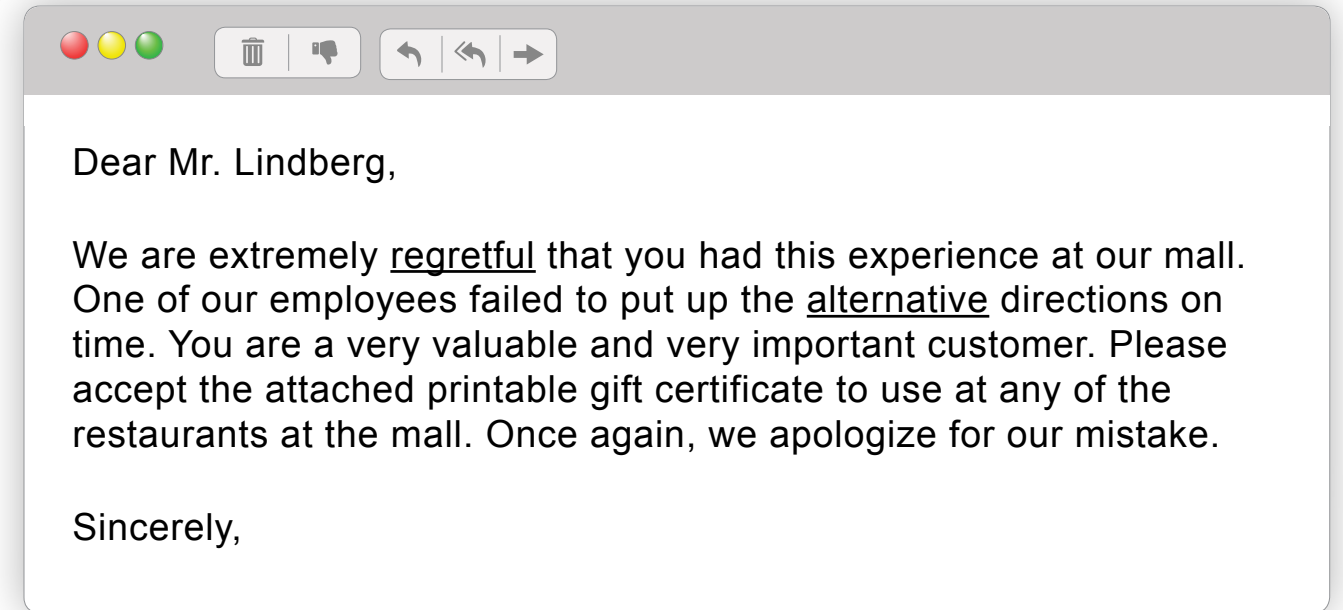 Dear Mr. Lindberg,
We are extremely regretful that you had this experience at our mall.
One of our employees failed to put up the alternative directions on
time. You are a very valuable and very important customer. Please
accept the attached printable gift certificate to use at any of the
restaurants at the mall. Once again, we apologize for our mistake.
Sincerely,